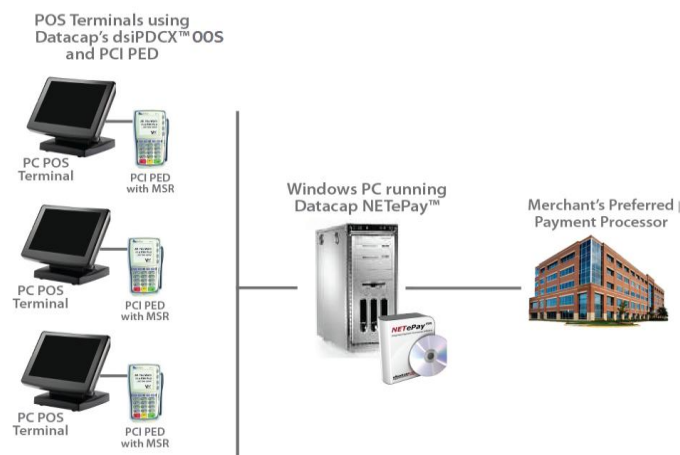 POS Terminals using
Datacap's dsiPDCX™ OOS
and PCI PED
PC POS
Terminal
PCI PED
with MSR
PC POS
Terminal
PCI PED
with MSR
PC POS
Terminal
PCI PED
with MSR
Windows PC running
Datacap NETePay™
NETePay
Merchant's Preferred
Payment Processor